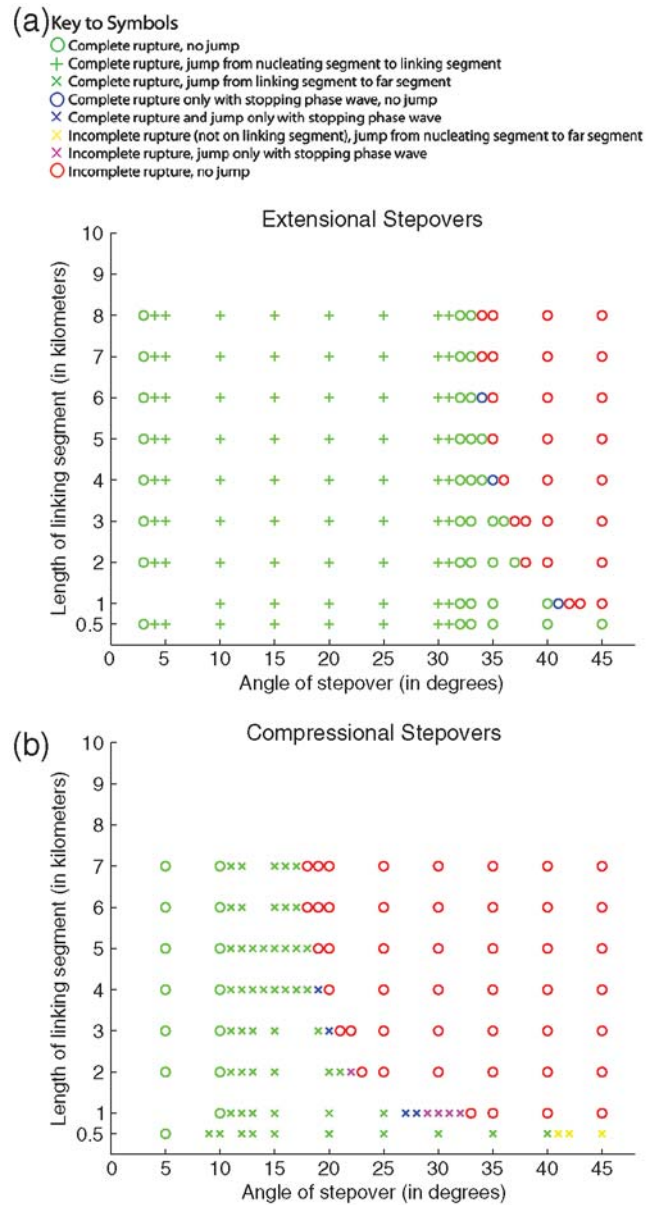 (a) Key to Symbols
Complete rupture, no jump
Complete rupture, jump from nucleating segment to linking segment
Complete rupture, jump from linking segment to far segment
Complete rupture only with stopping phase wave, no jump
Complete rupture and jump only with stopping phase wave
Incomplete rupture (not on linking segment), jump from nucleating segment to far segment
Incomplete rupture, jump only with stopping phase wave
Incomplete rupture, no jump
Extensional Stepovers
Length of linking segment (in kilometers)
10
9
8
7
6
5
4
3
2
1
0.5
0 5 10 15 20 25 30 35 40 45
Angle of stepover (in degrees)
(b)
Compressional Stepovers
Length of linking segment (in kilometers)
10
9
8
7
6
5
4
3
2
1
0.5
0 5 10 15 20 25 30 35 40 45
Angle of stepover (in degrees)